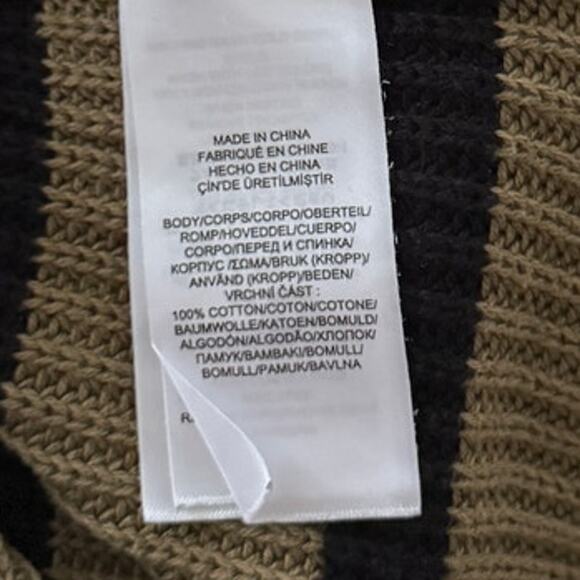 MADE IN CHINA
FABRIQUÉ EN CHINE
HECHO EN CHINA
ÇİN'DE ÜRETİLMİŞTİR
BODY/CORPS/CORPO/OBERTEIL/
ROMP/HOVEDDEL/CUERPO/
CORPO/ПЕРЕД И СПИНКА/
КОРПУС /ΣΩΜΑ/BRUK (KROPP)/
ANVÄND (KROPP)/BEDEN/
VRCHNÍ ČÁST :
100% COTTON/COTON/COTONE/
BAUMWOLLE/KATOEN/BOMULD/
ALGODÓN/ALGODÃO/ХЛОПОК/
ПАМУК/BAMBAKI/BOMULL/
BOMULL/PAMUK/BAVLNA